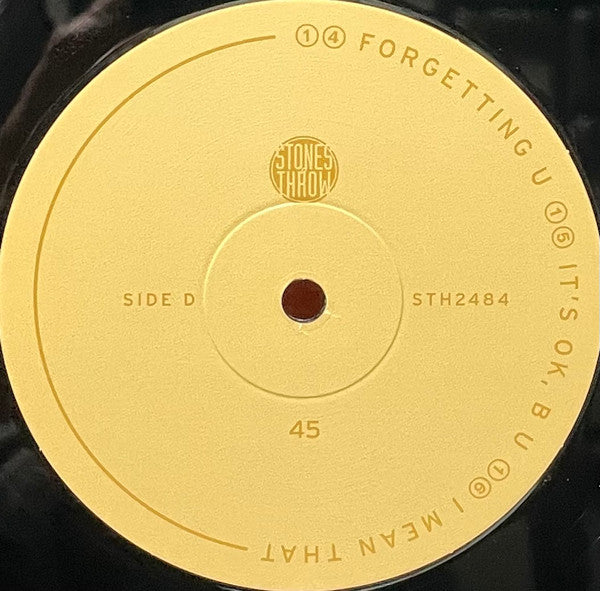 ①④ FORGETTING U ①⑤ IT'S OK, B U ①⑥ I MEAN THAT
STONES
THROW
SIDE D
STH2484
45